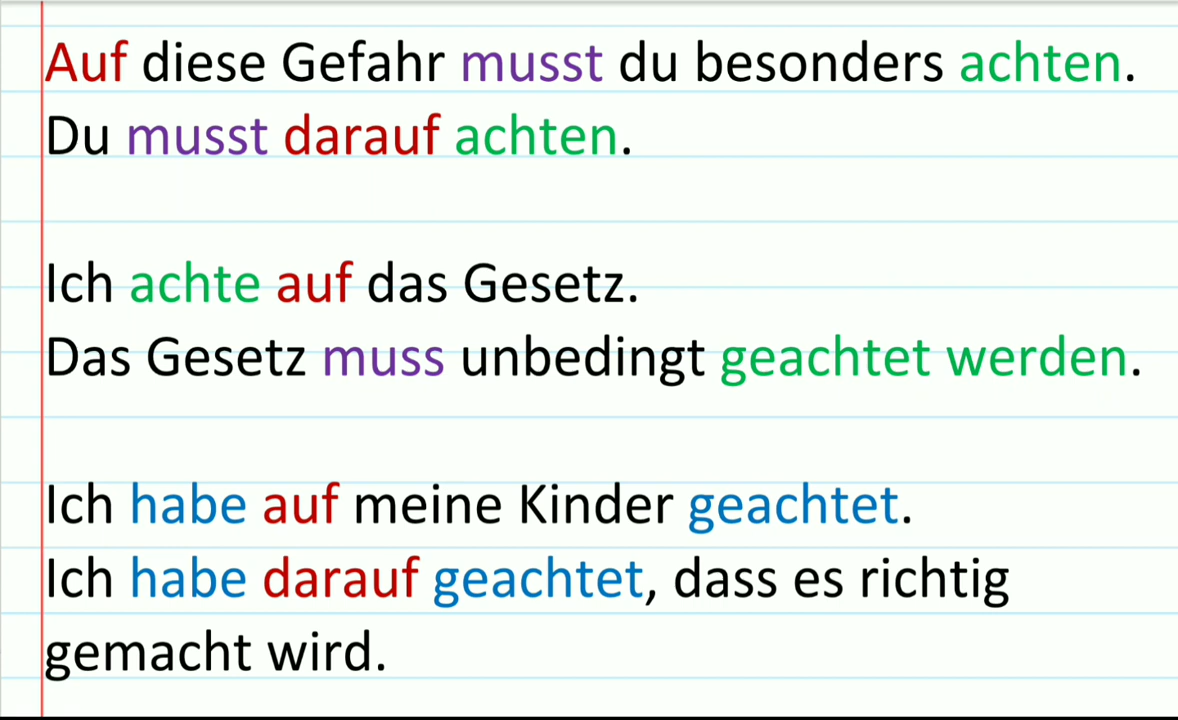 Auf diese Gefahr musst du besonders achten.
Du musst darauf achten.
Ich achte auf das Gesetz.
Das Gesetz muss unbedingt geachtet werden.
Ich habe auf meine Kinder geachtet.
Ich habe darauf geachtet, dass es richtig
gemacht wird.